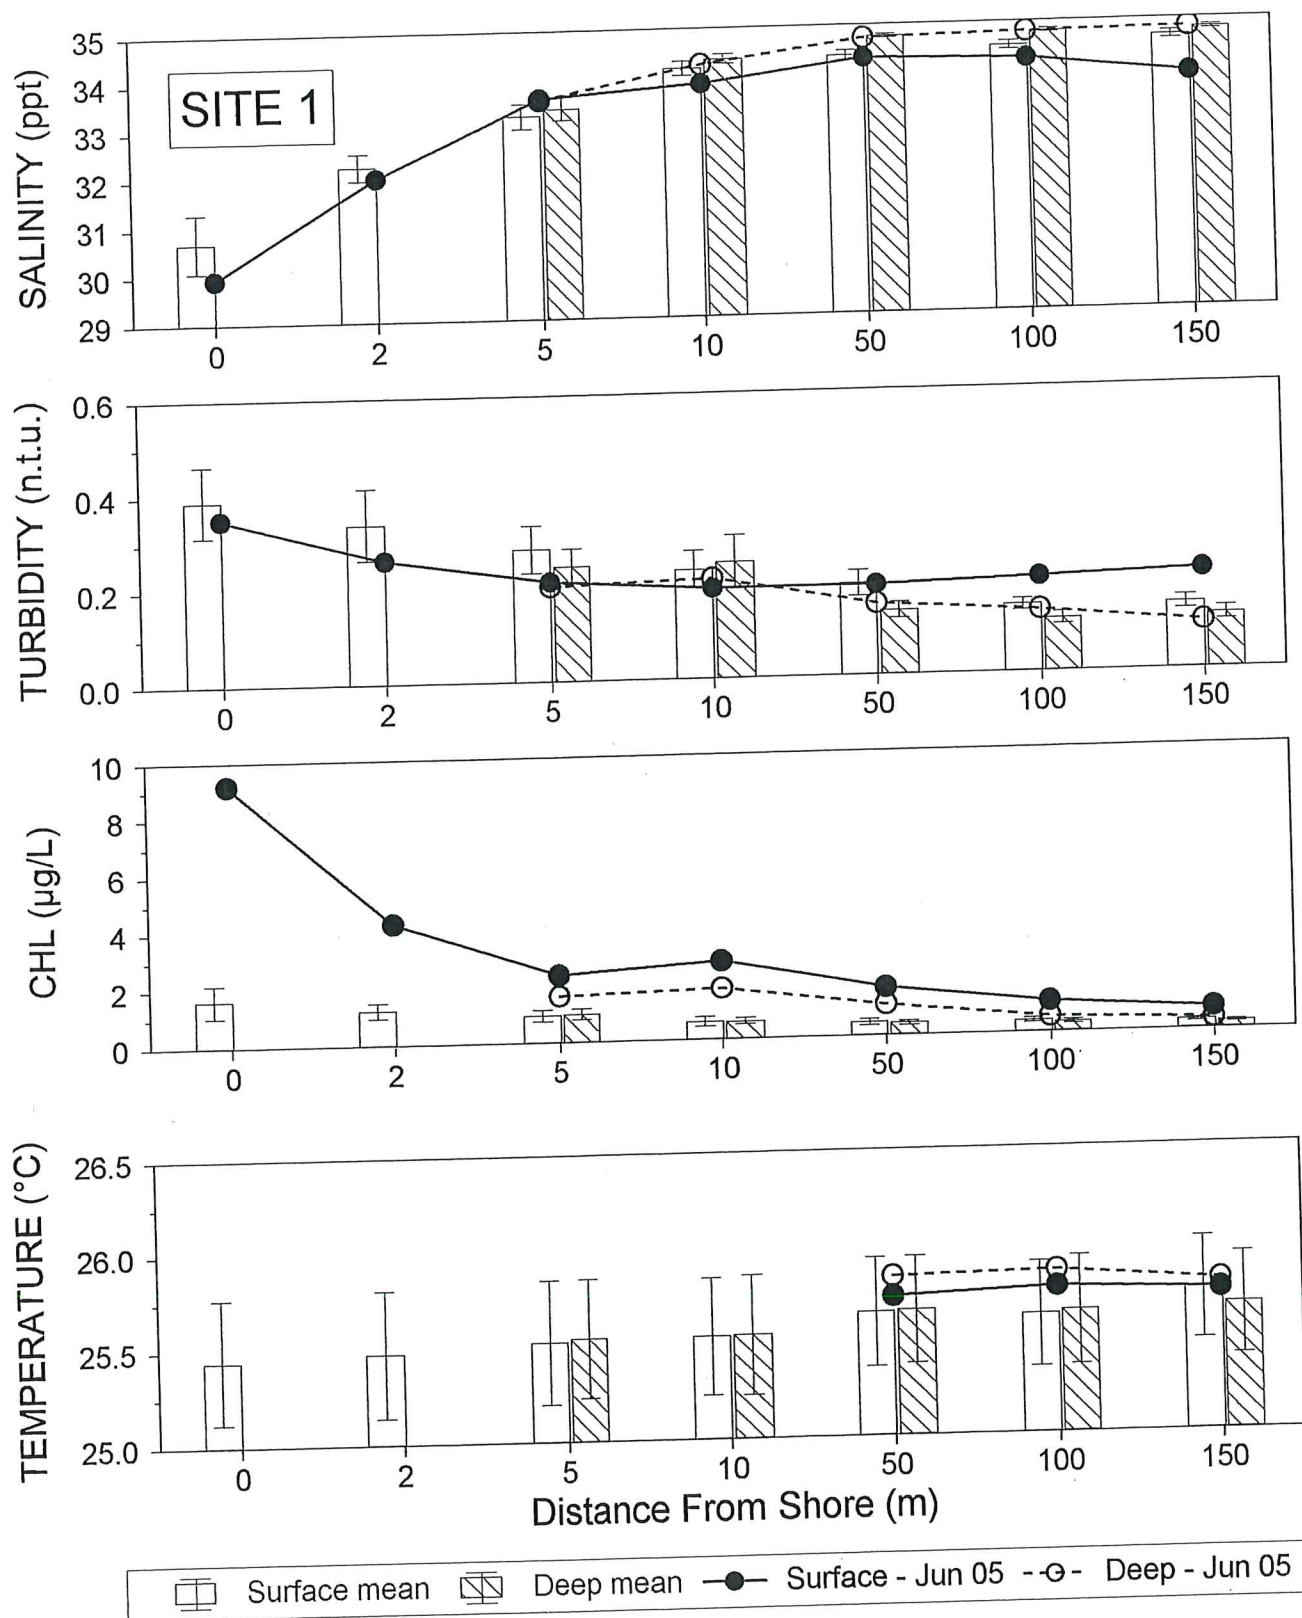 SITE 1
SALINITY (ppt)
35
34
33
32
31
30
29
0 2 5 10 50 100 150
TURBIDITY (n.t.u.)
0.6
0.4
0.2
0.0
0 2 5 10 50 100 150
CHL (µg/L)
10
8
6
4
2
0
0 2 5 10 50 100 150
TEMPERATURE (°C)
26.5
26.0
25.5
25.0
0 2 5 10 50 100 150
Distance From Shore (m)
Surface mean Deep mean Surface - Jun 05 Deep - Jun 05